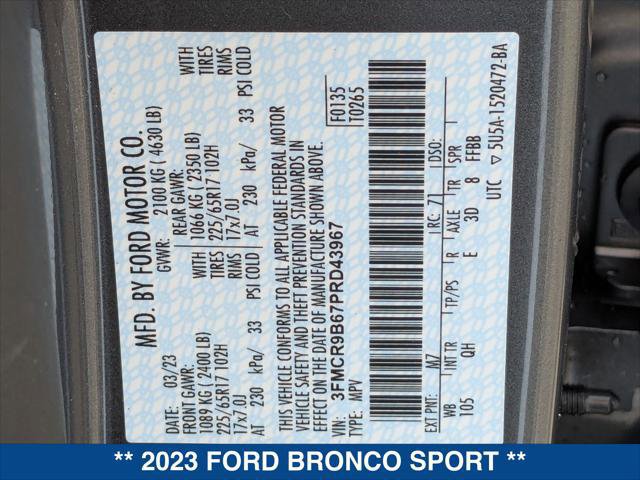 MFD. BY FORD MOTOR CO.
DATE: 03/23 GVWR: 2100 KG ( 4630 LB)
FRONT GAWR: REAR GAWR:
1089 KG ( 2400 LB) 1066 KG ( 2350 LB) WITH
225/65R17 102H 225/65R17 102H TIRES
17x7.0J WITH TIRES RIMS 17x7.0J RIMS
AT 230 kPa/ 33 PSI COLD AT 230 kPa/ 33 PSI COLD
THIS VEHICLE CONFORMS TO ALL APPLICABLE FEDERAL MOTOR
VEHICLE SAFETY AND THEFT PREVENTION STANDARDS IN
EFFECT ON THE DATE OF MANUFACTURE SHOWN ABOVE.
VIN: 3FMCR9B67PRD43967
TYPE: MPV
F0135
T0265
EXT PNT: M7 RC: 71 DSO:
WB INT TR TP/PS R AXLE TR SPR
105 QH E 3D 8 FFBB
UTC ▽ 5U5A-1520472-BA
** 2023 FORD BRONCO SPORT **